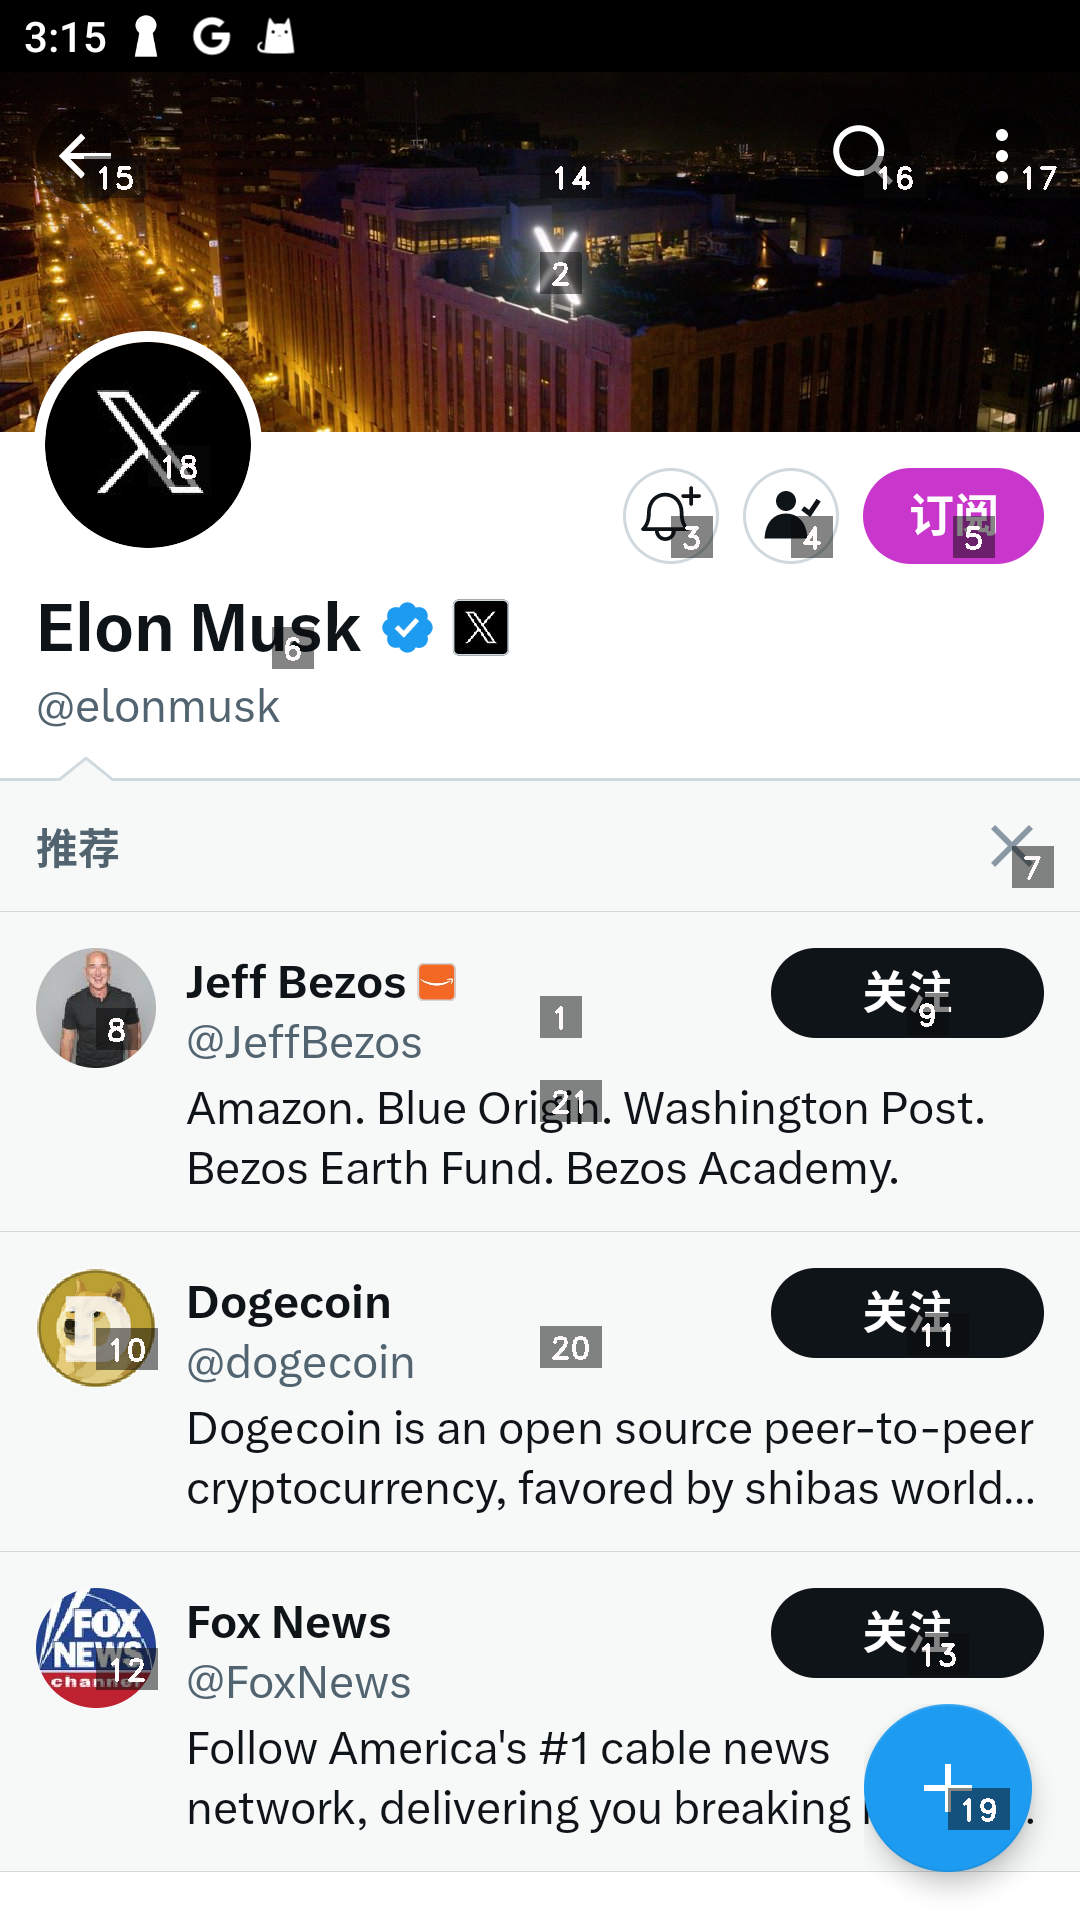 3:15
15
14
16
17
2
18
订阅
3
4
5
Elon Musk
6
@elonmusk
推荐
7
Jeff Bezos
关注
8
1
9
@JeffBezos
Amazon. Blue Origin. Washington Post.
21
Bezos Earth Fund. Bezos Academy.
Dogecoin
关注
10
20
11
@dogecoin
Dogecoin is an open source peer-to-peer
cryptocurrency, favored by shibas world...
FOX
NEWS
channel
Fox News
关注
12
13
@FoxNews
Follow America's #1 cable news
network, delivering you breaking
19